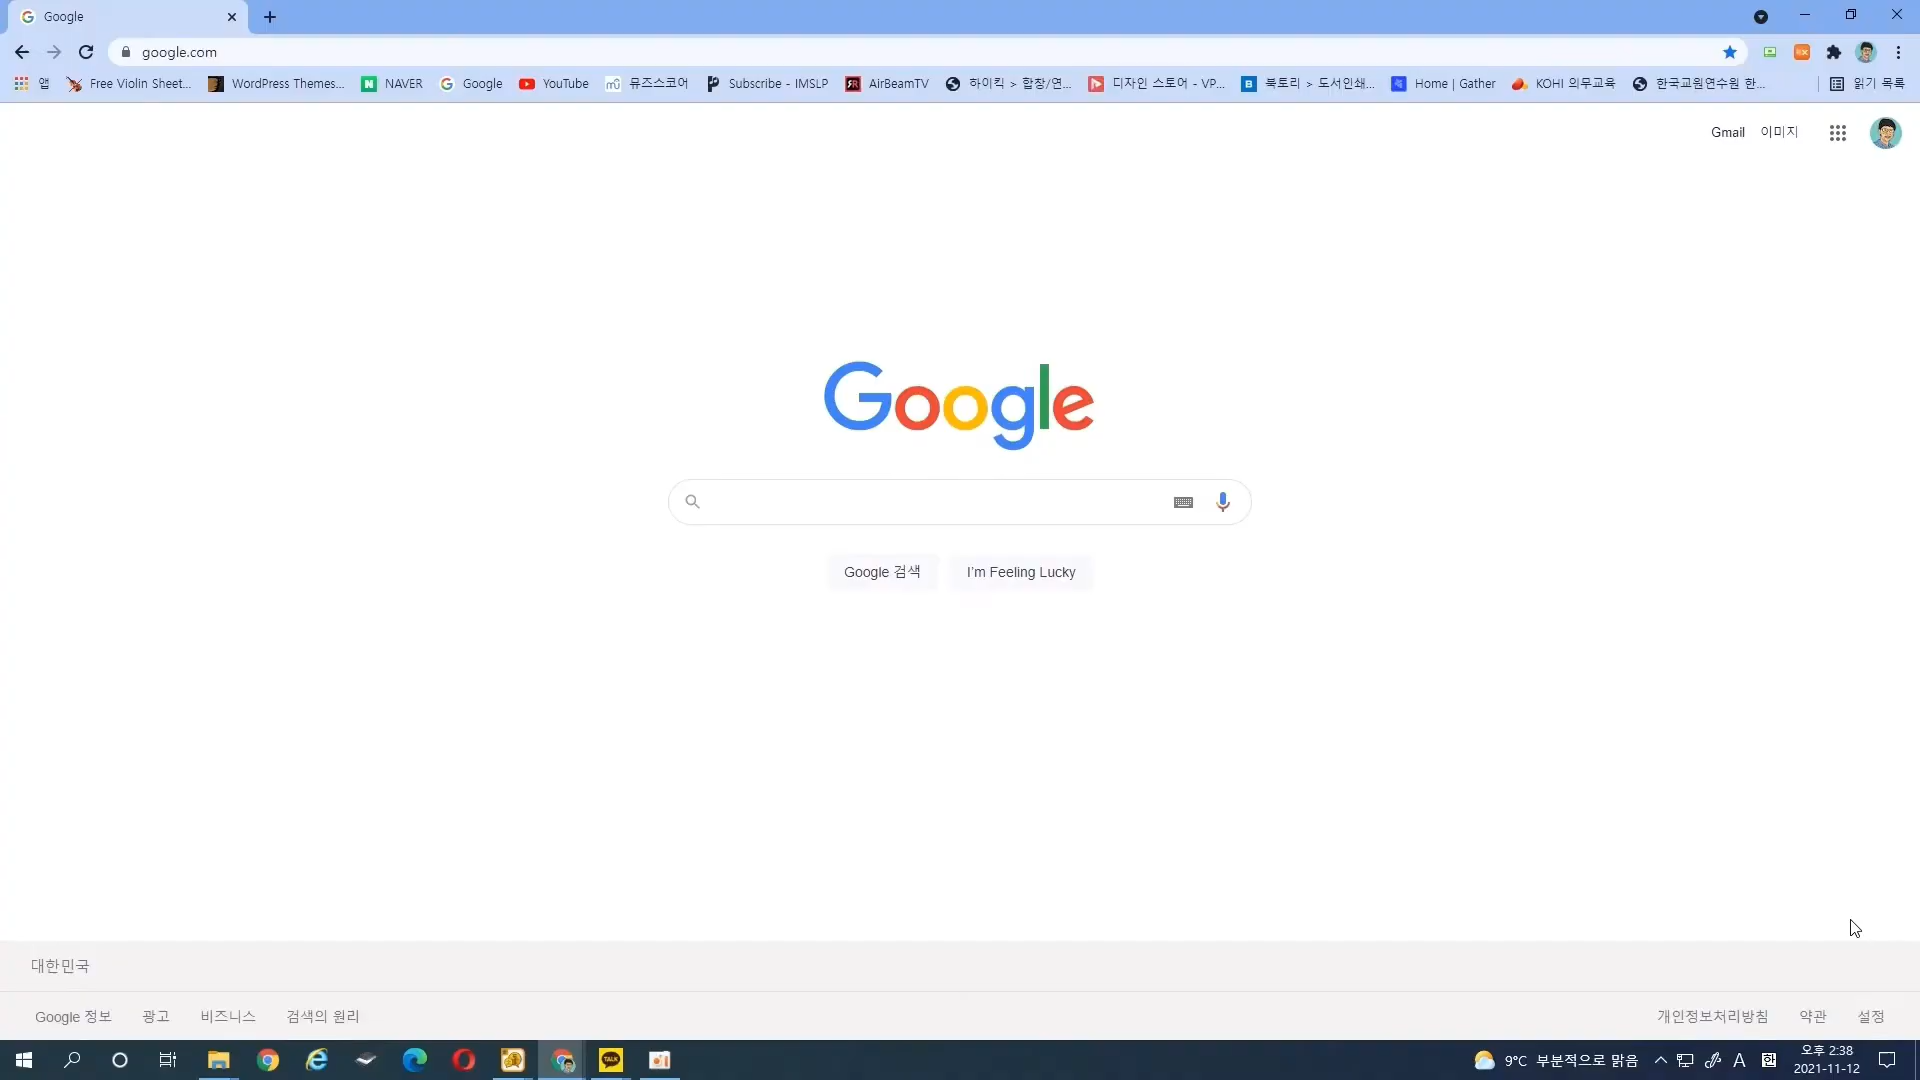 Google
google.com
앱 Free Violin Sheet... WordPress Themes... NAVER Google YouTube 뮤즈스코어 Subscribe - IMSLP AirBeamTV 하이킥 > 합창/연... 디자인 스토어 - VP... 북토리 > 도서인쇄... Home | Gather KOHI 의무교육 한국교원연수원 한... 읽기 목록
Gmail 이미지
Google
Google 검색 I'm Feeling Lucky
대한민국
Google 정보 광고 비즈니스 검색의 원리 개인정보처리방침 약관 설정
TALK 9°C 부분적으로 맑음 A 한 오후 2:38
2021-11-12